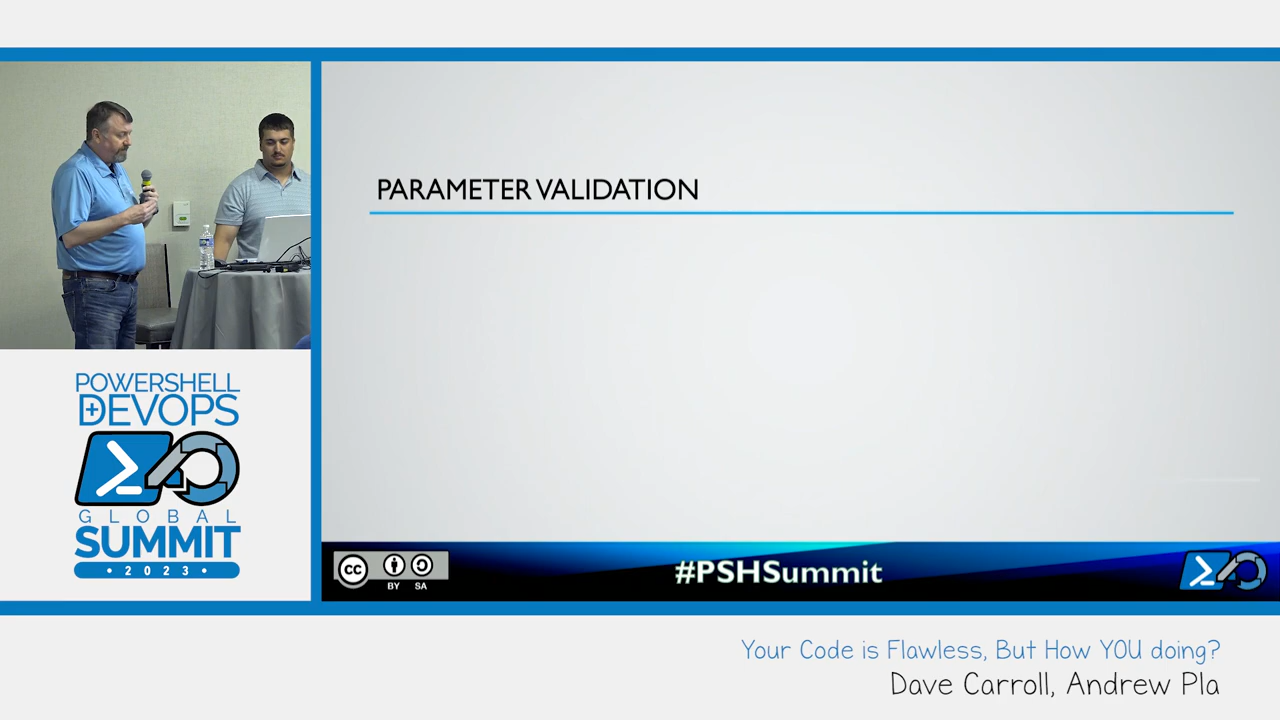 PARAMETER VALIDATION
POWERSHELL
+DEVOPS
GLOBAL
SUMMIT
• 2023 •
cc
BY SA
#PSHSummit
Your Code is Flawless, But How YOU doing?
Dave Carroll, Andrew Pla